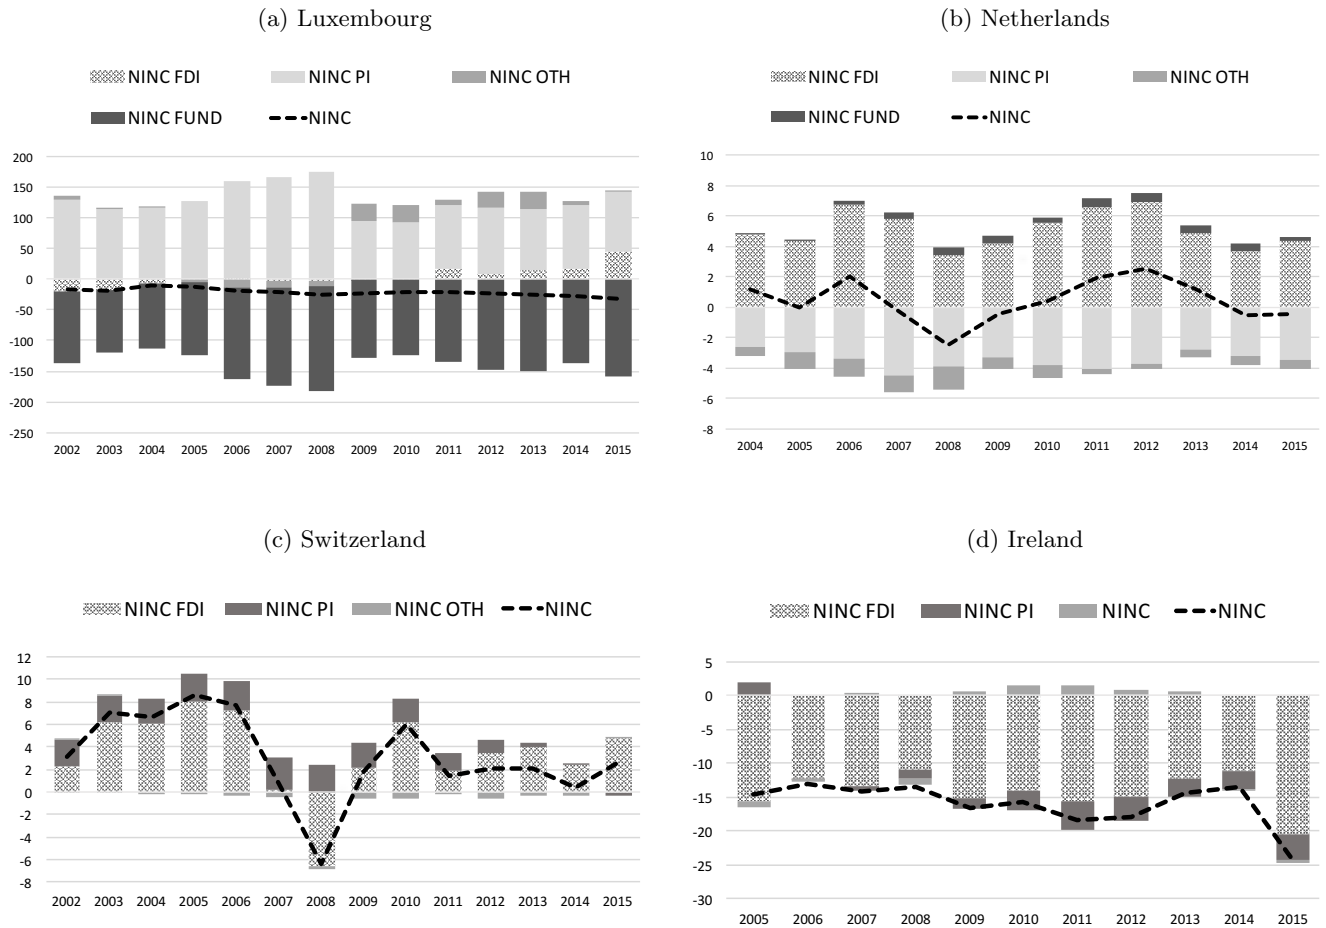 (a) Luxembourg
NINC FDI NINC PI NINC OTH
NINC FUND NINC
200
150
100
50
0
-50
-100
-150
-200
-250
2002 2003 2004 2005 2006 2007 2008 2009 2010 2011 2012 2013 2014 2015
(b) Netherlands
NINC FDI NINC PI NINC OTH
NINC FUND NINC
10
8
6
4
2
0
-2
-4
-6
-8
2004 2005 2006 2007 2008 2009 2010 2011 2012 2013 2014 2015
(c) Switzerland
NINC FDI NINC PI NINC OTH NINC
12
10
8
6
4
2
0
-2
-4
-6
-8
2002 2003 2004 2005 2006 2007 2008 2009 2010 2011 2012 2013 2014 2015
(d) Ireland
NINC FDI NINC PI NINC NINC
5
0
-5
-10
-15
-20
-25
-30
2005 2006 2007 2008 2009 2010 2011 2012 2013 2014 2015